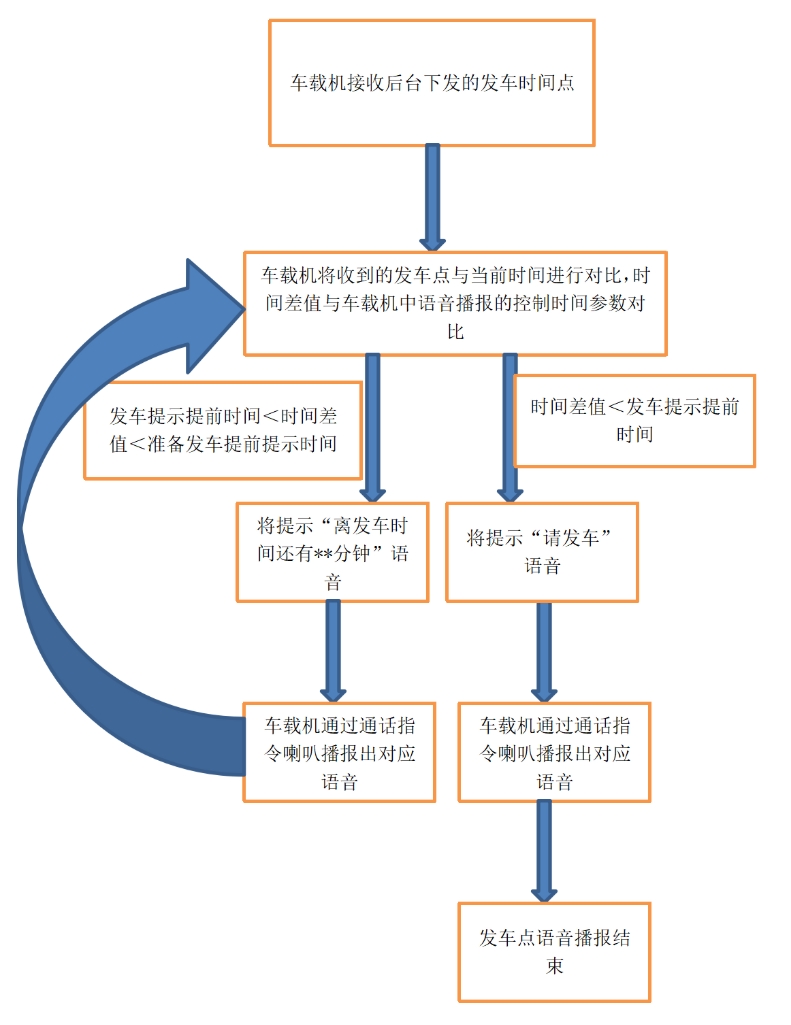 车载机接收后台下发的发车时间点
车载机将收到的发车点与当前时间进行对比，时
间差值与车载机中语音播报的控制时间参数对
比
发车提示提前时间＜时间差
值＜准备发车提前提示时间
时间差值＜发车提示提前
时间
将提示“离发车时
间还有**分钟”语
音
将提示“请发车”
语音
车载机通过通话指
令喇叭播报出对应
语音
车载机通过通话指
令喇叭播报出对应
语音
发车点语音播报结
束